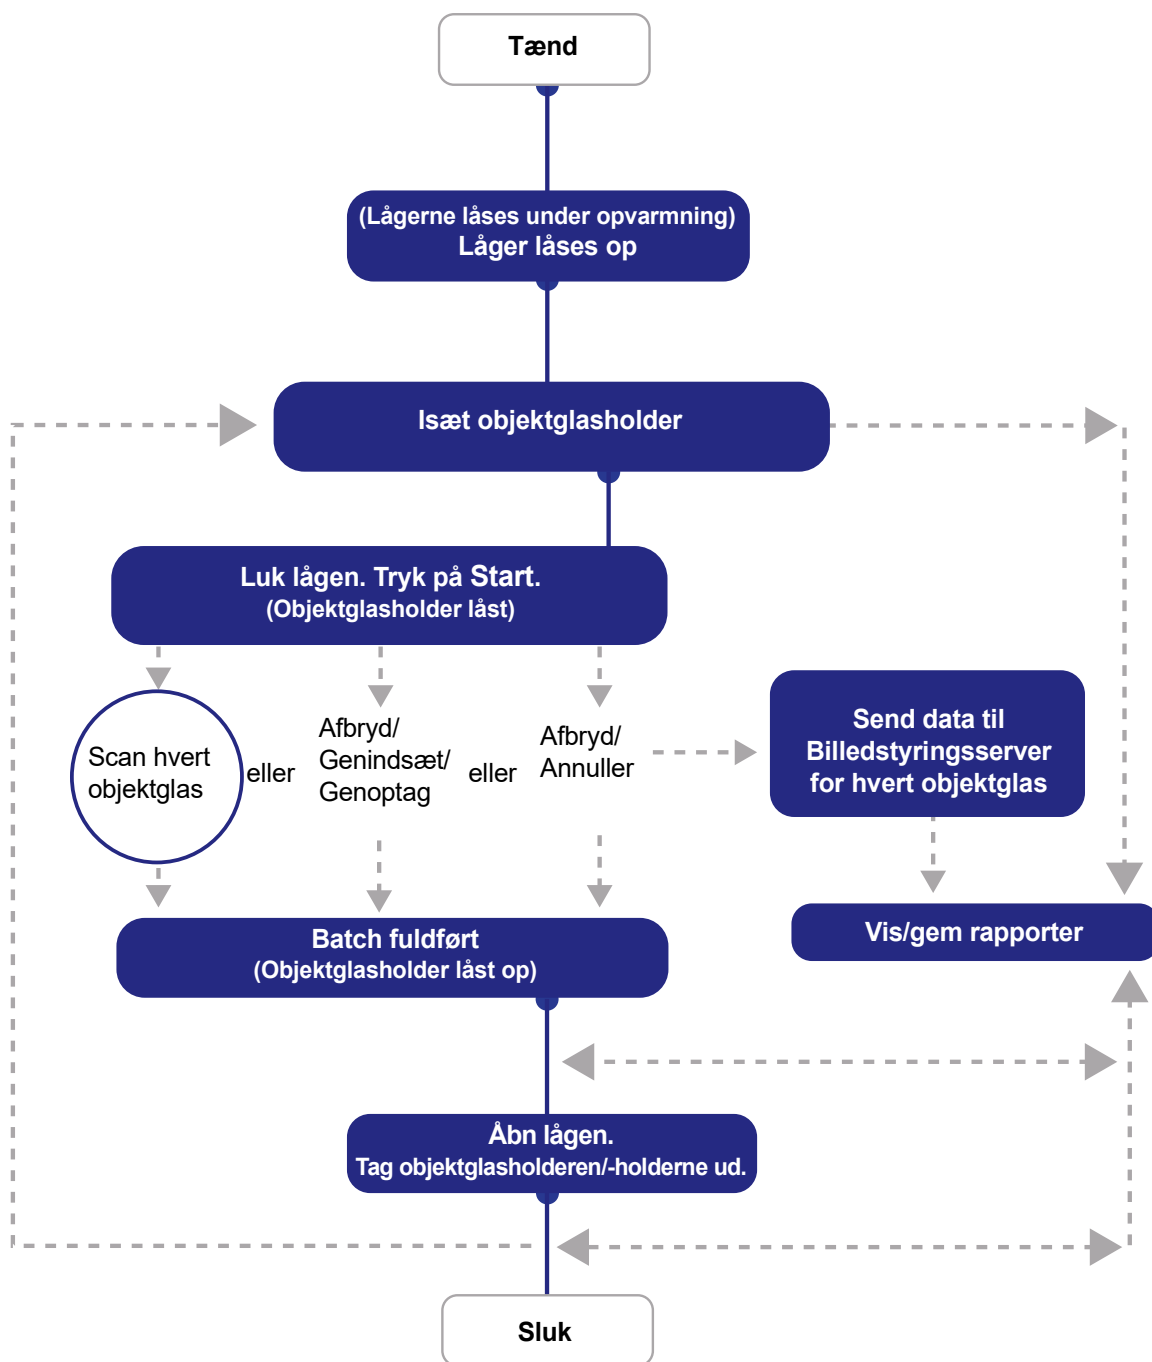 Tænd
(Lågerne låses under opvarmning)
Låger låses op
Isæt objektglasholder
Luk lågen. Tryk på Start.
(Objektglasholder låst)
Scan hvert
objektglas
eller
Afbryd/
Genindsæt/
Genoptag
eller
Afbryd/
Annuller
Send data til
Billedstyringsserver
for hvert objektglas
Batch fuldført
(Objektglasholder låst op)
Vis/gem rapporter
Åbn lågen.
Tag objektglasholderen/-holderne ud.
Sluk